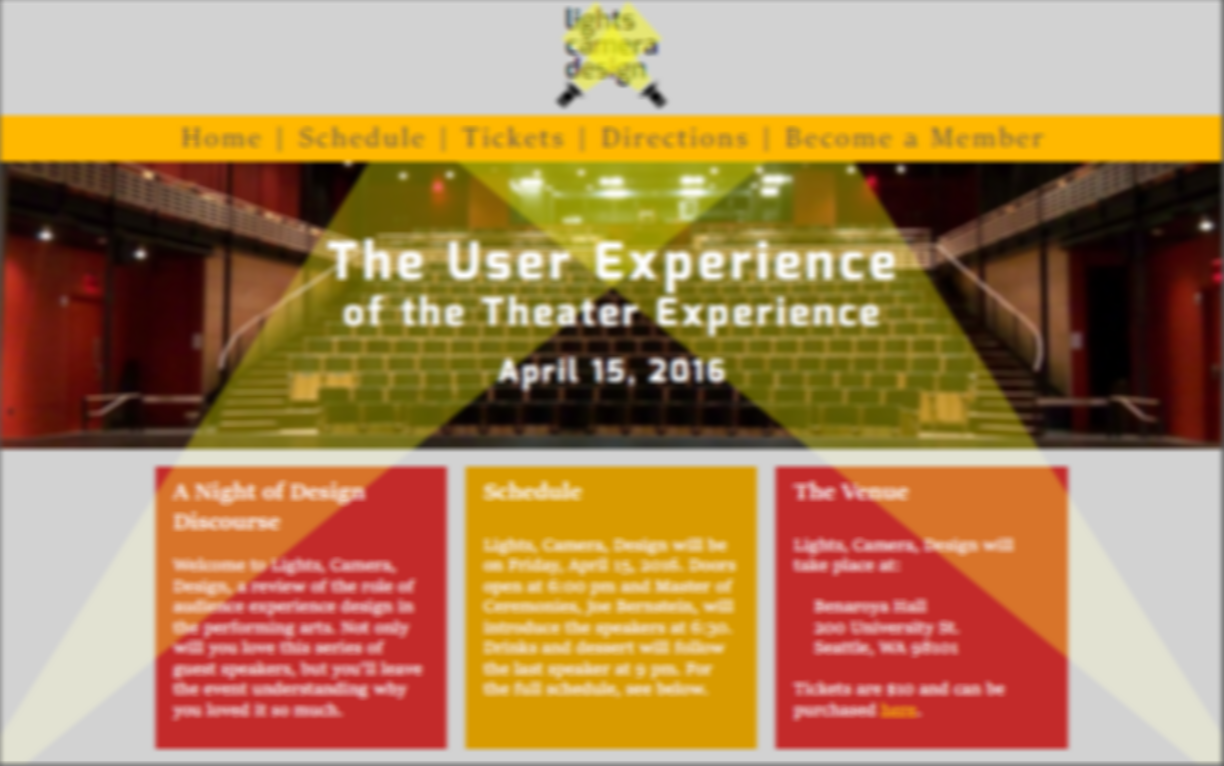 lights
camera
design
Home | Schedule | Tickets | Directions | Become a Member
The User Experience
of the Theater Experience
April 15, 2016
A Night of Design
Discourse
Welcome to Lights, Camera,
Design, a review of the role of
audience experience design in
the performing arts. Not only
will you love this series of
guest speakers, but you'll leave
the event understanding why
you loved it so much.
Schedule
Lights, Camera, Design will be
on Friday, April 15, 2016. Doors
open at 6:00 pm and Master of
Ceremonies, Joe Bernstein, will
introduce the speakers at 6:30.
Drinks and dessert will follow
the last speaker at 9 pm. For
the full schedule, see below.
The Venue
Lights, Camera, Design will
take place at:
Benaroya Hall
200 University St.
Seattle, WA 98101
Tickets are $10 and can be
purchased here.